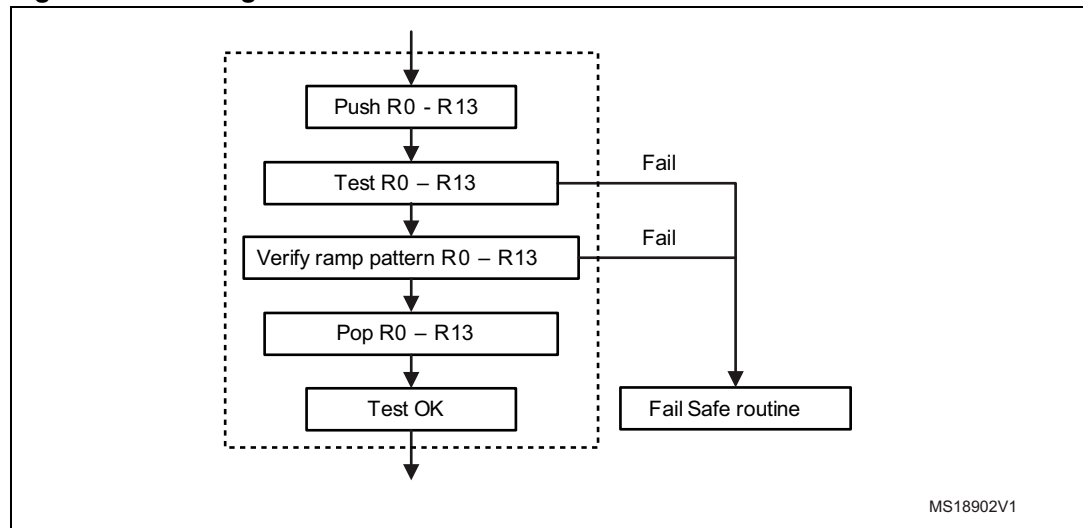 Push R0 - R13
Test R0 – R13
Fail
Verify ramp pattern R0 – R13
Fail
Pop R0 – R13
Test OK
Fail Safe routine
MS18902V1